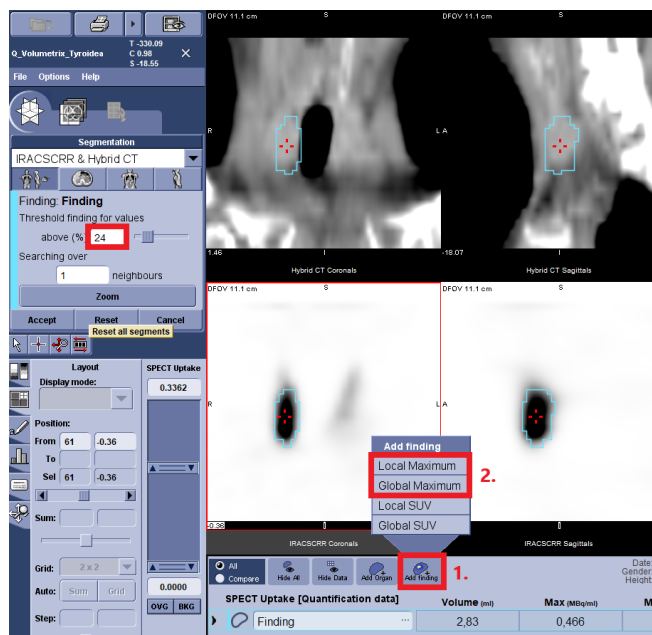 Q_Volumetrix_Tyroidea
T -330.09
C 0.98
S -18.55
×
File Options Help
Segmentation
IRACSCRR & Hybrid CT
Finding: Finding
Threshold finding for values
above (% 24
Searching over
1 neighbours
Zoom
Accept Reset Cancel
Reset all segments
Layout
Display mode:
Position:
From 61 -0.36
To
Sel 61 -0.36
Sum:
Grid: 2 x 2
Auto: Sum Grid
Step:
SPECT Uptake
0.3362
0.0000
OVG BKG
DFOV 11.1 cm S
R L
1.46 I
Hybrid CT Coronals
DFOV 11.1 cm S
A
-18.07 I
Hybrid CT Sagittals
DFOV 11.1 cm S
R L
-0.36
IRACSCRR Coronals
DFOV 11.1 cm S
A
IRACSCRR Sagittals
Add finding
Local Maximum
Global Maximum
Local SUV
Global SUV
2.
All
Compare
Hide All
Hide Data
Add Organ
Add finding
1.
Date
Gender
Height
SPECT Uptake [Quantification data] Volume (ml) Max (MBq/ml) M
Finding ... 2,83 0,466